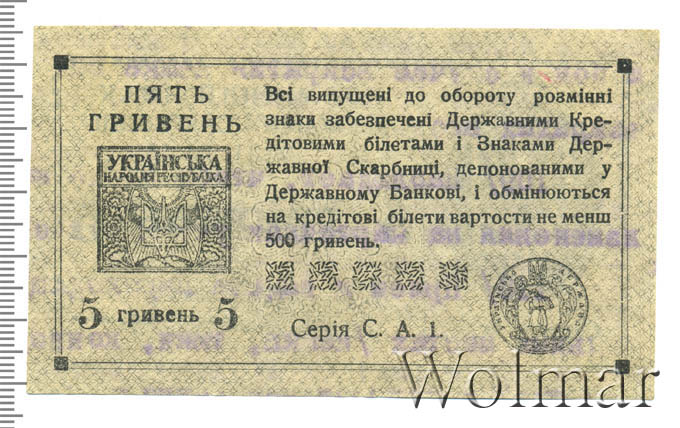 ПЯТЬ
ГРИВЕНЬ
УКРАЇНСЬКА
НАРОДНЯ РЕСПУБЛІКА
5 гривень 5
Всі випущені до обороту розмінні
знаки забезпечені Державними Кре-
дітовими білетами і Знаками Дер-
жавної Скарбниці, депонованими у
Державному Банкові, і обмінюються
на кредітові білети вартости не менш
500 гривень.
Серія С. А. 1.
Wolmar